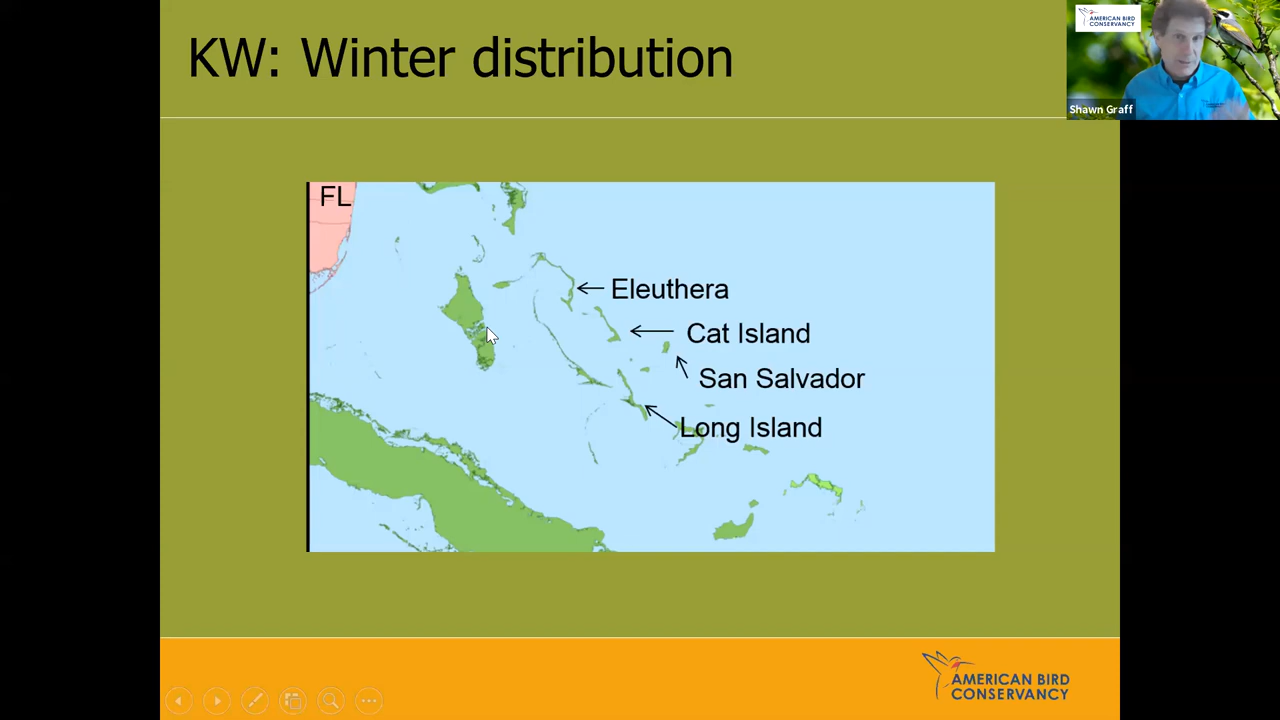 KW: Winter distribution
AMERICAN BIRD
CONSERVANCY
Shawn Graff
FL
Eleuthera
Cat Island
San Salvador
Long Island
AMERICAN BIRD
CONSERVANCY